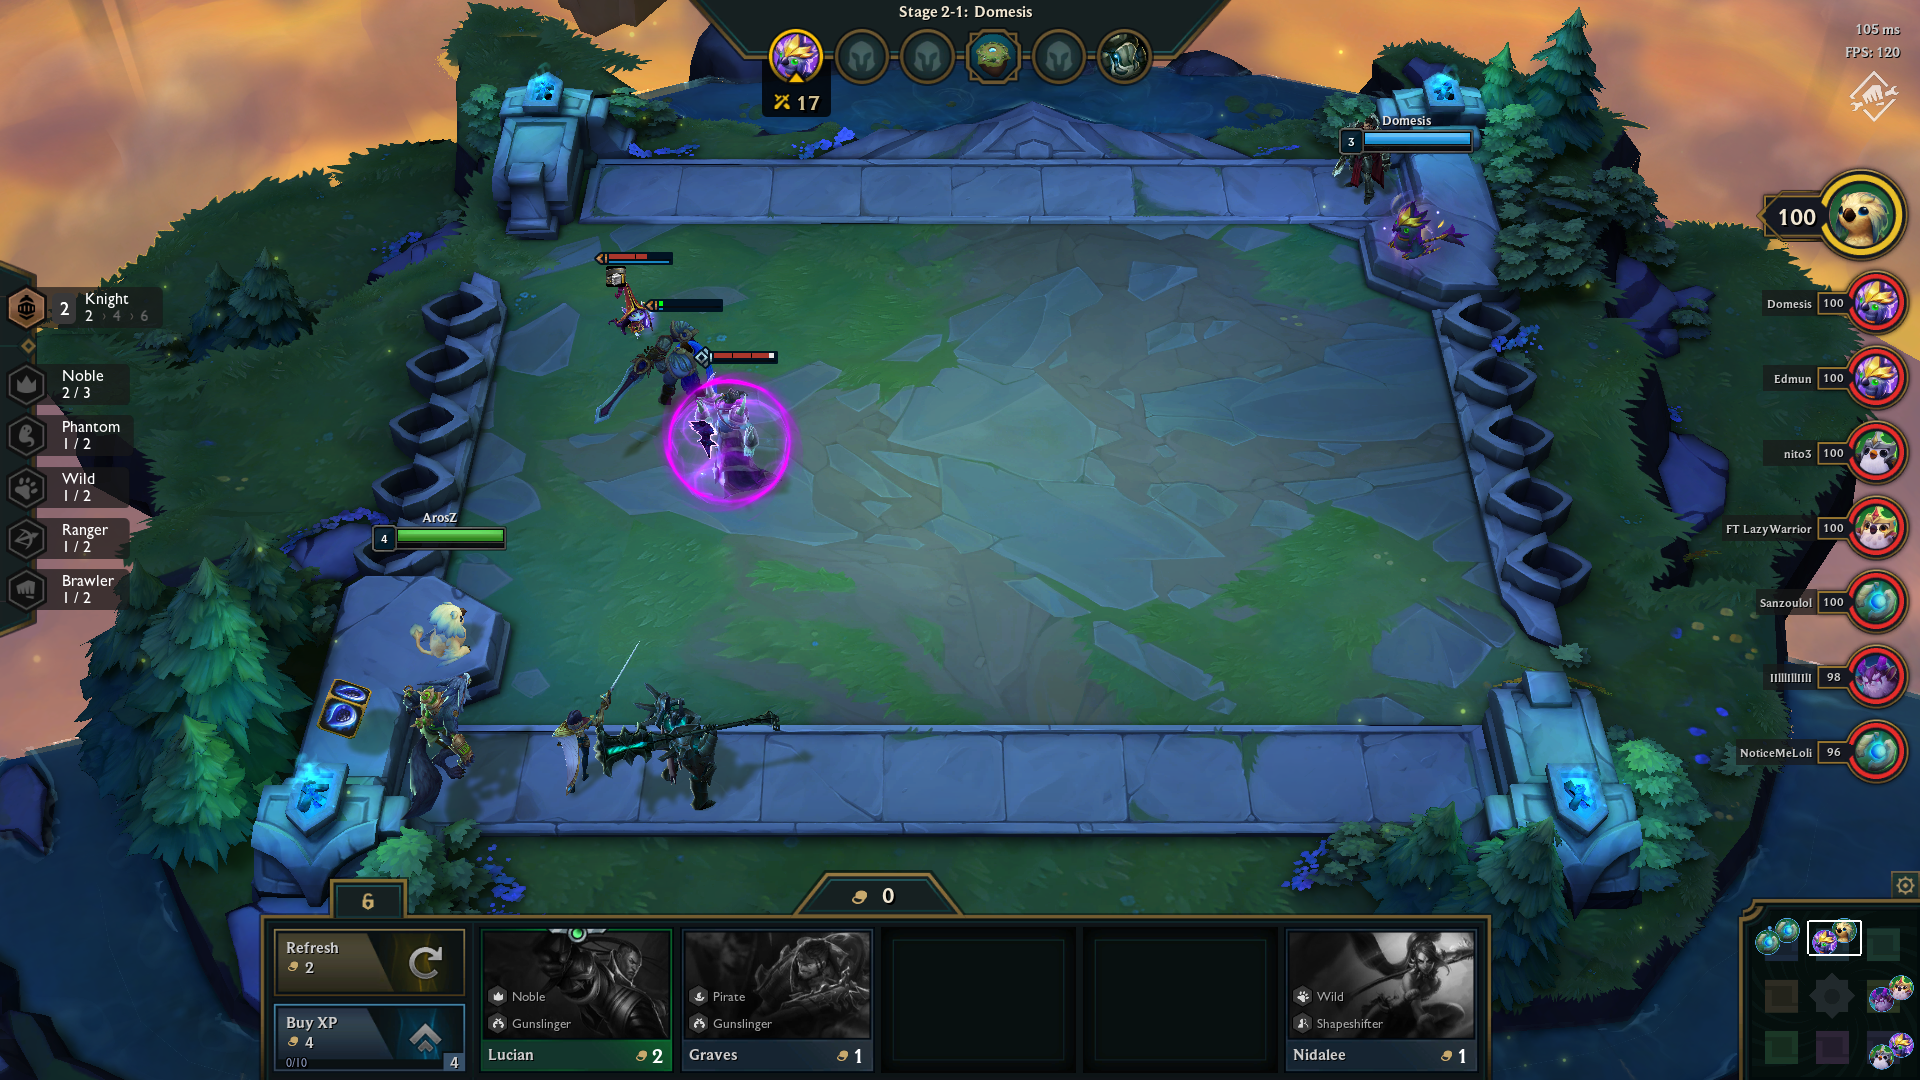 Stage 2-1: Domesis
105 ms
FPS: 120
17
Domesis
3
100
2
Knight
2 › 4 › 6
Noble
2 / 3
Phantom
1 / 2
Wild
1 / 2
Ranger
1 / 2
Brawler
1 / 2
ArosZ
4
Domesis 100
Edmun 100
nito3 100
FT LazyWarrior 100
Sanzoulol 100
98
NoticeMeLoli 96
6
0
Refresh
2
Buy XP
4
0/10
4
Noble
Gunslinger
Lucian 2
Pirate
Gunslinger
Graves 1
Wild
Shapeshifter
Nidalee 1